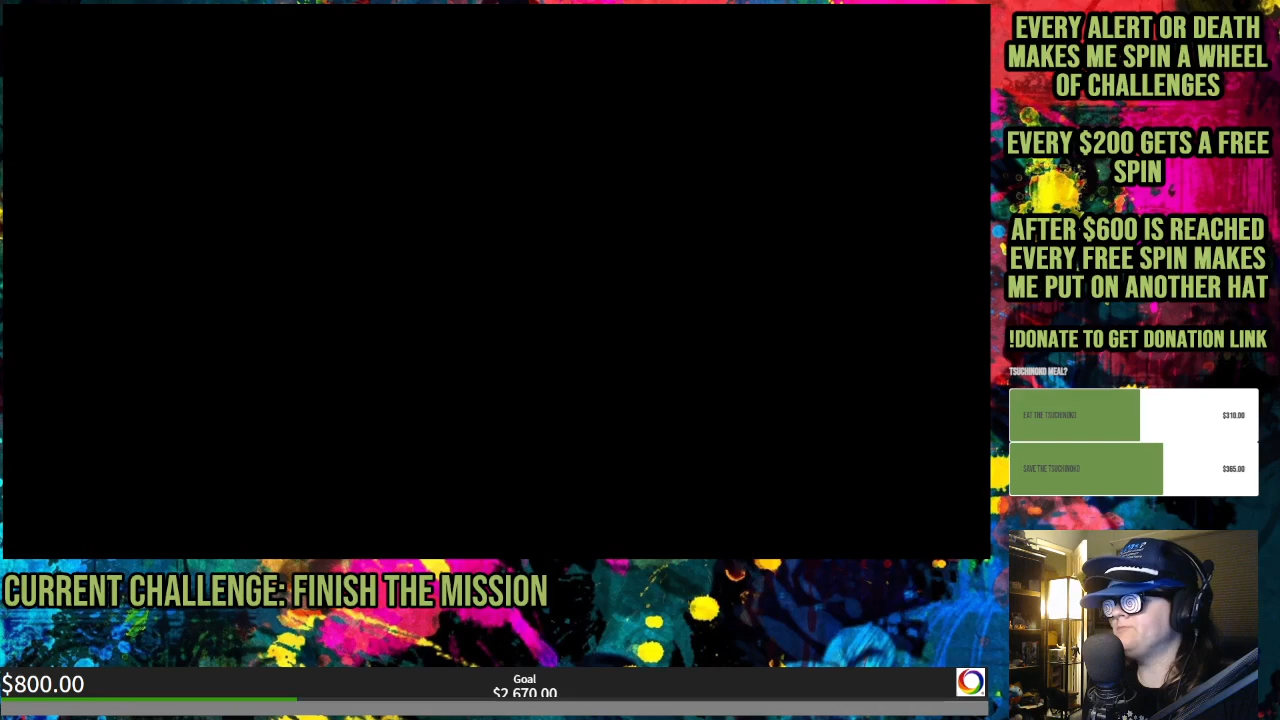 EVERY ALERT OR DEATH
MAKES ME SPIN A WHEEL
OF CHALLENGES
EVERY $200 GETS A FREE
SPIN
AFTER $600 IS REACHED
EVERY FREE SPIN MAKES
ME PUT ON ANOTHER HAT
!DONATE TO GET DONATION LINK
TSUCHINOKO MEAL?
EAT THE TSUCHINOKO
$310.00
SAVE THE TSUCHINOKO
$365.00
CURRENT CHALLENGE: FINISH THE MISSION
$800.00
Goal
$2,670.00